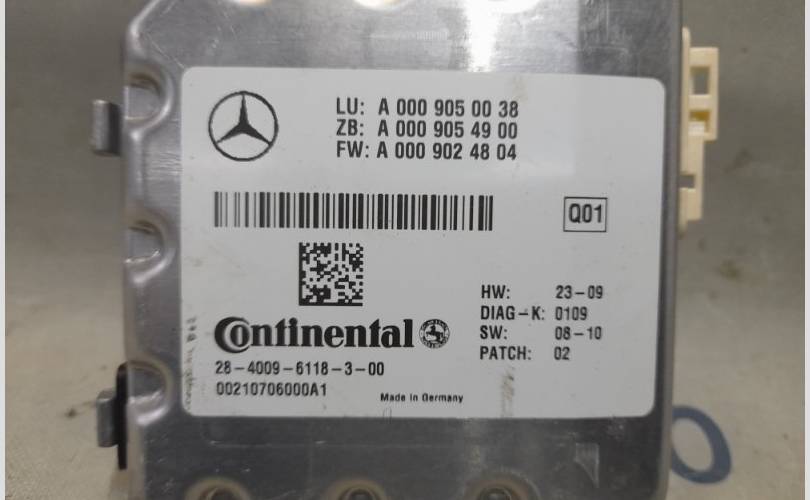 LU: A 000 905 00 38
ZB: A 000 905 49 00
FW: A 000 902 48 04
Q01
HW: 23-09
DIAG-K: 0109
SW: 08-10
PATCH: 02
Continental
28-4009-6118-3-00
00210706000A1
Made in Germany